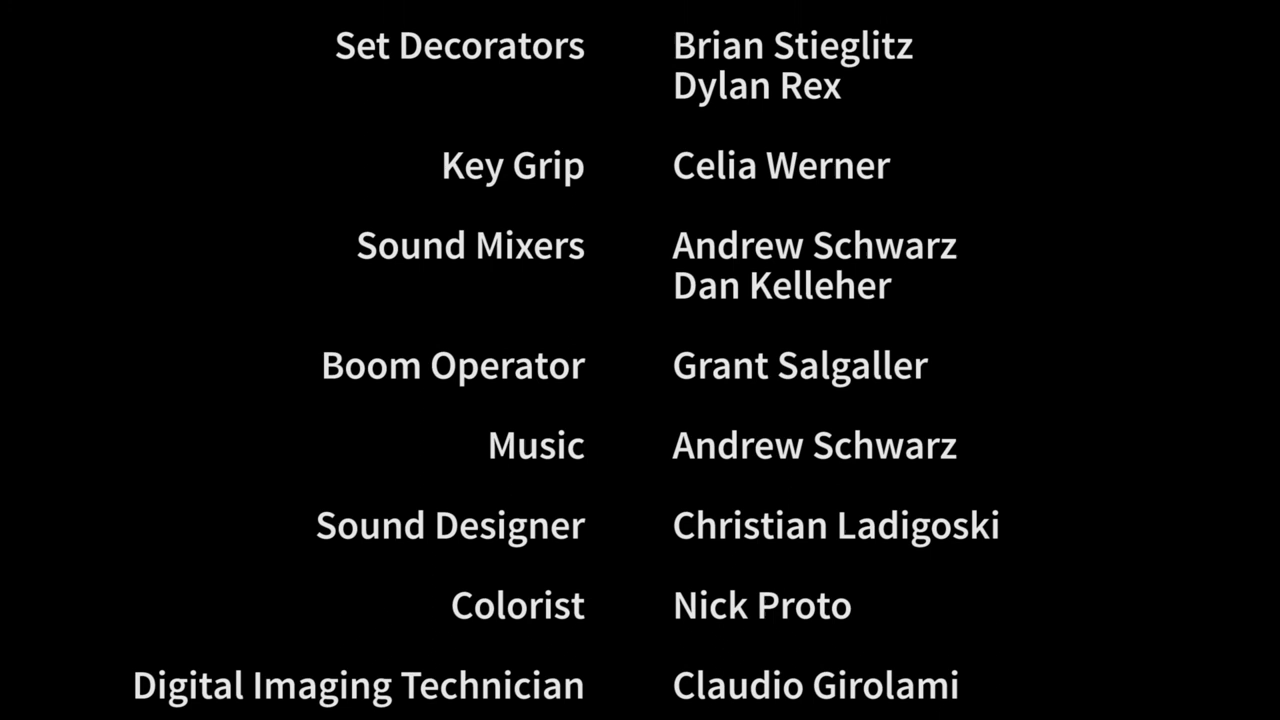 Set Decorators Brian Stieglitz
Dylan Rex
Key Grip Celia Werner
Sound Mixers Andrew Schwarz
Dan Kelleher
Boom Operator Grant Salgaller
Music Andrew Schwarz
Sound Designer Christian Ladigoski
Colorist Nick Proto
Digital Imaging Technician Claudio Girolami